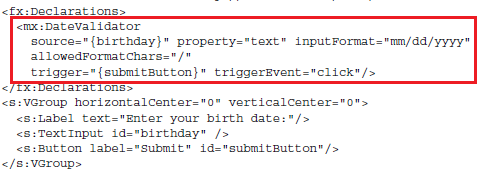 <fx:Declarations>
<mx:DateValidator
source="{birthday}" property="text" inputFormat="mm/dd/yyyy"
allowedFormatChars="/"
trigger="{submitButton}" triggerEvent="click"/>
</fx:Declarations>
<s:VGroup horizontalCenter="0" verticalCenter="0">
<s:Label text="Enter your birth date:"/>
<s:TextInput id="birthday" />
<s:Button label="Submit" id="submitButton"/>
</s:VGroup>